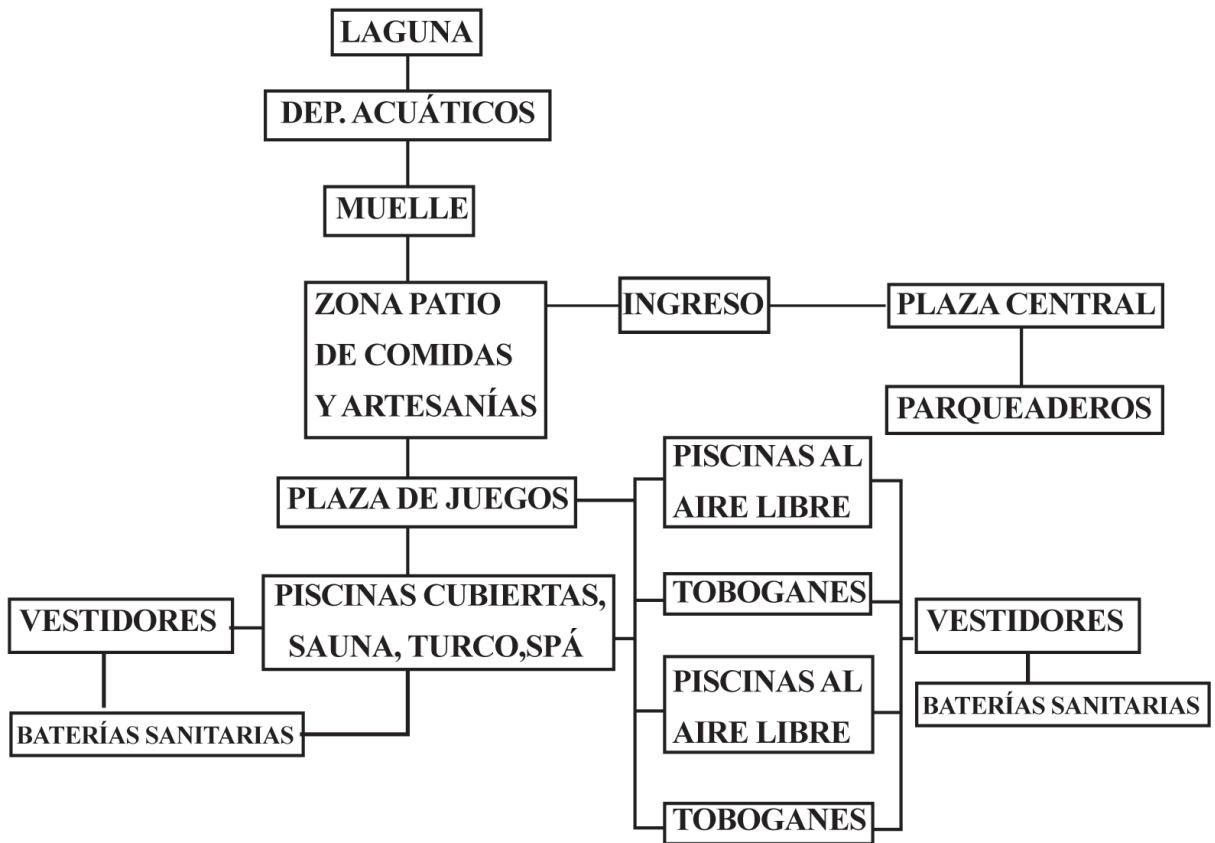 LAGUNA
DEP. ACUÁTICOS
MUELLE
ZONA PATIO
DE COMIDAS
Y ARTESANÍAS
INGRESO
PLAZA CENTRAL
PARQUEADEROS
PLAZA DE JUEGOS
PISCINAS AL
AIRE LIBRE
TOBOGANES
PISCINAS AL
AIRE LIBRE
TOBOGANES
PISCINAS CUBIERTAS,
SAUNA, TURCO,SPÁ
VESTIDORES
BATERÍAS SANITARIAS
VESTIDORES
BATERÍAS SANITARIAS